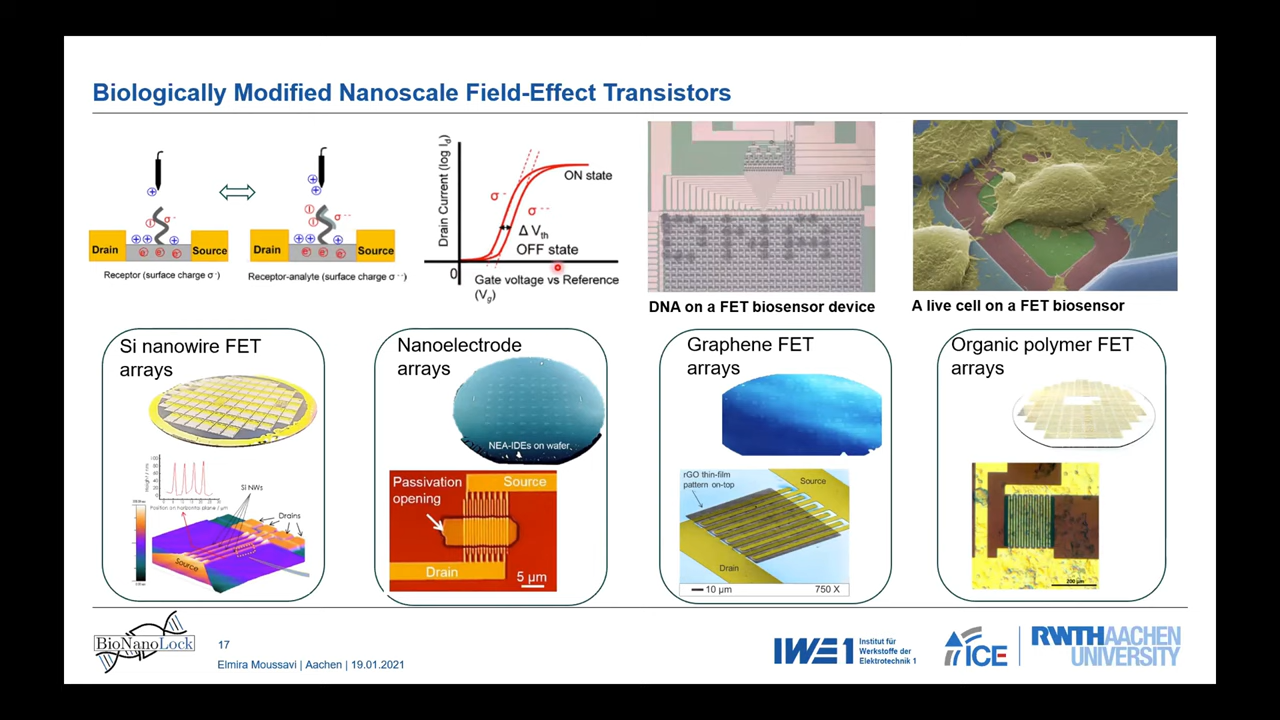 Biologically Modified Nanoscale Field-Effect Transistors
Drain
Source
Receptor (surface charge σ⁻)
Drain
Source
Receptor-analyte (surface charge σ⁻⁻)
σ⁻
σ⁻⁻
Drain Current (log I_d)
ON state
σ⁻
σ⁻⁻
Δ V_th
OFF state
0
Gate voltage vs Reference
(V_g)
DNA on a FET biosensor device
A live cell on a FET biosensor
Si nanowire FET
arrays
Position on horizontal plane / µm
SI NWs
Drains
Source
Nanoelectrode
arrays
NEA-IDEs on wafer
Passivation
opening
Source
Drain
5 µm
Graphene FET
arrays
rGO thin-film
pattern on-top
Source
Drain
10 µm
750 X
Organic polymer FET
arrays
200 µm
BioNanoLock
17
Elmira Moussavi | Aachen | 19.01.2021
IWE1
Institut für
Werkstoffe der
Elektrotechnik 1
ICE
RWTHAACHEN
UNIVERSITY